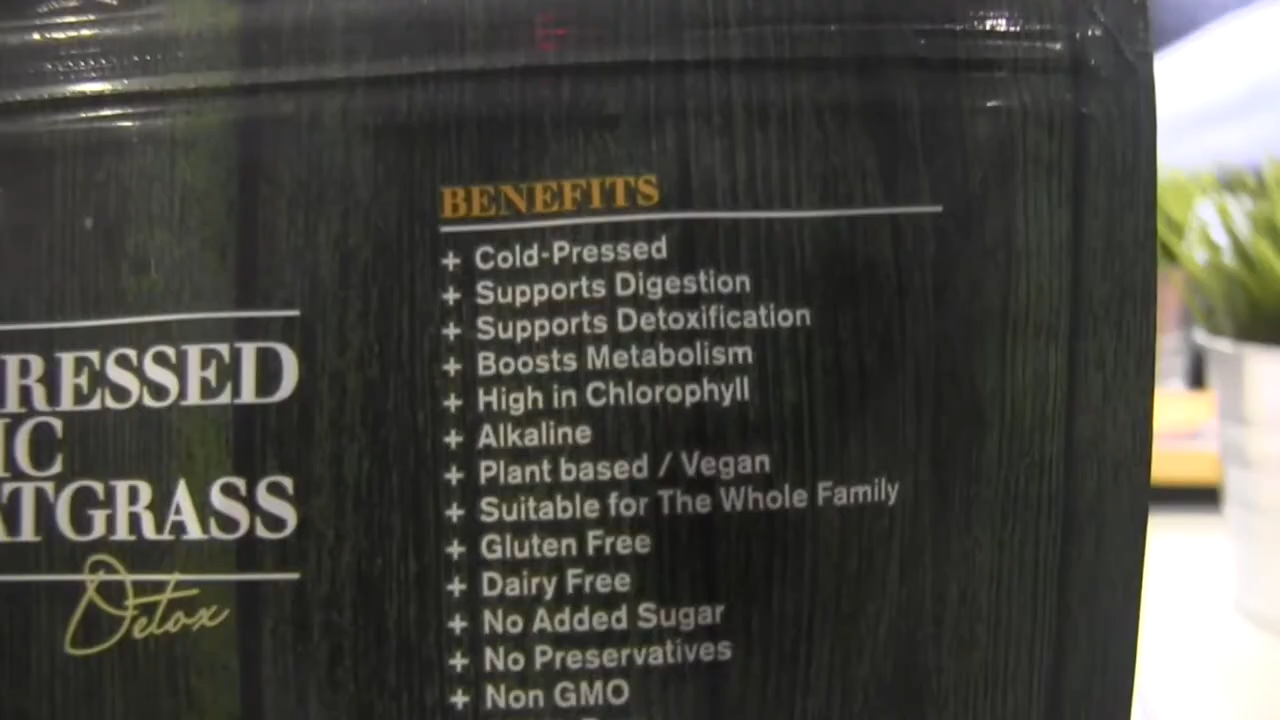 RESSED
IC
ATGRASS
Detox
BENEFITS
+ Cold-Pressed
+ Supports Digestion
+ Supports Detoxification
+ Boosts Metabolism
+ High in Chlorophyll
+ Alkaline
+ Plant based / Vegan
+ Suitable for The Whole Family
+ Gluten Free
+ Dairy Free
+ No Added Sugar
+ No Preservatives
+ Non GMO